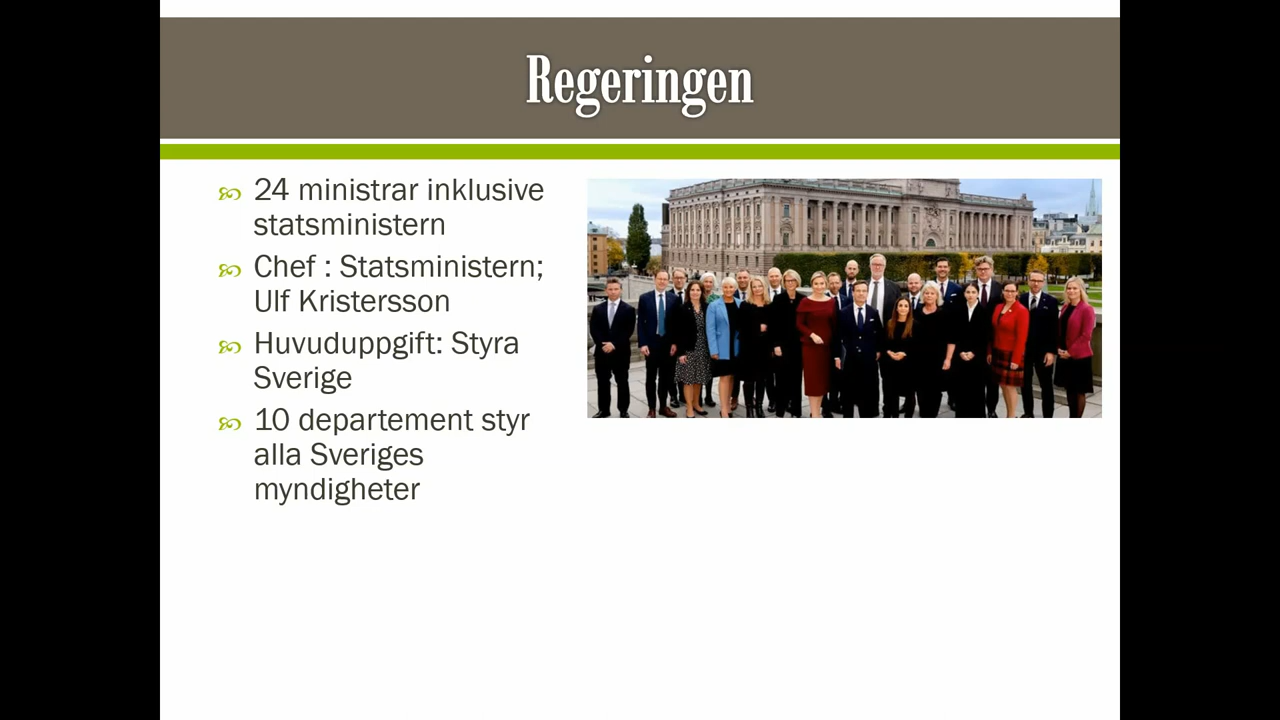 Regeringen
24 ministrar inklusive
statsministern
Chef : Statsministern;
Ulf Kristersson
Huvuduppgift: Styra
Sverige
10 departement styr
alla Sveriges
myndigheter